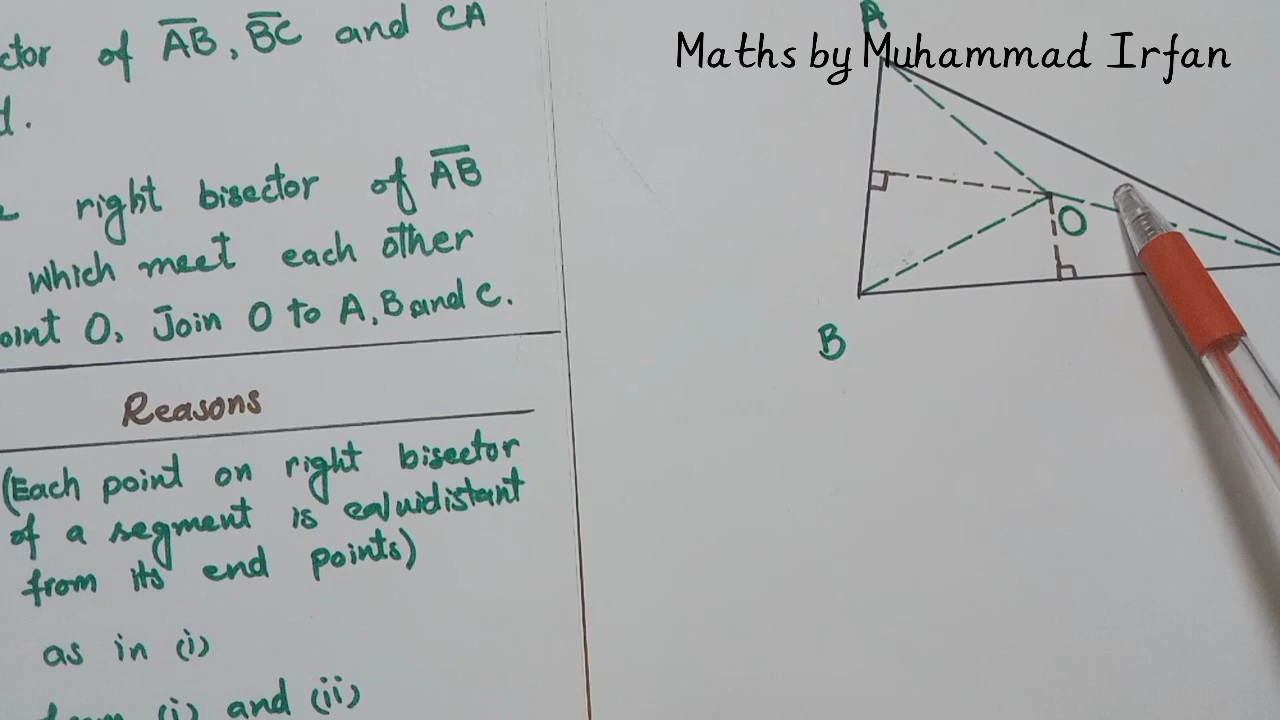 ctor of AB, BC and CA
d.
right bisector of AB
which meet each other
oint O, Join O to A, B and C.
Reasons
(Each point on right bisector
of a segment is eqluidistant
from its end points)
as in (i)
from (i) and (ii)
Maths by Muhammad Irfan
A
O
B